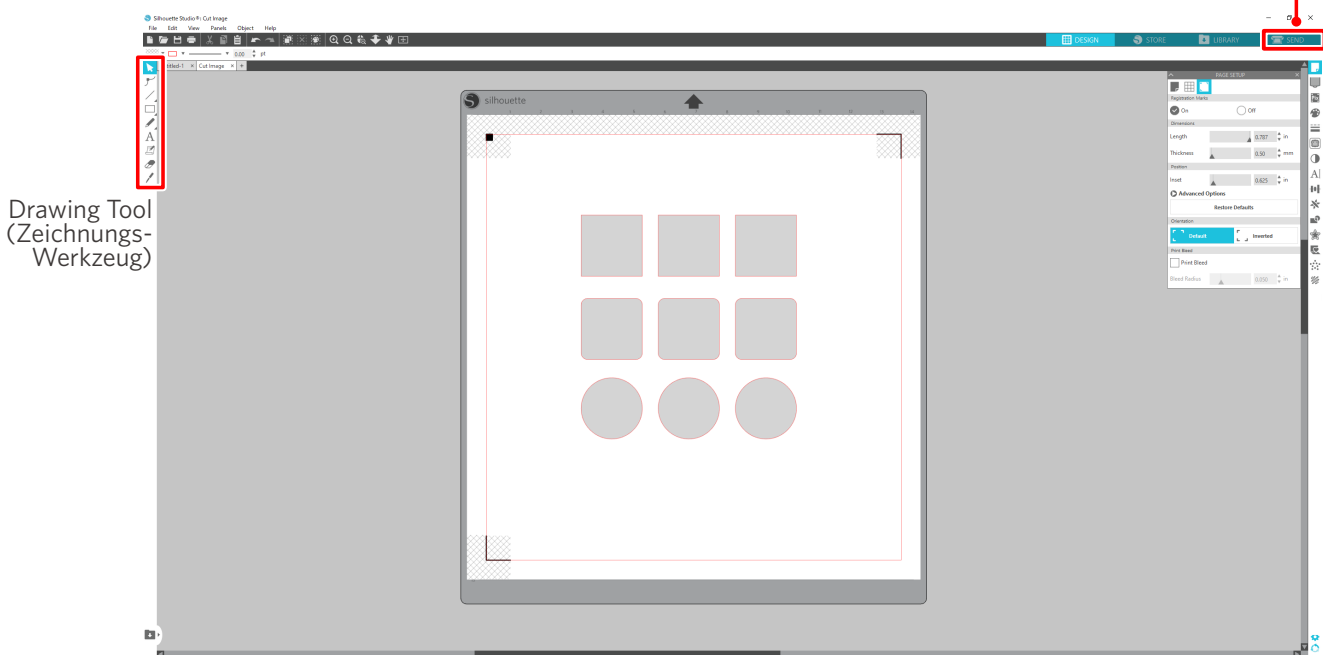 Silhouette Studio®: Cut Image
File Edit View Panels Object Help
DESIGN STORE LIBRARY SEND
0.00 pt
Cut Image
PAGE SETUP
silhouette
Registration Marks
On Off
Dimensions
Length 0.787 in
Thickness 0.50 mm
Position
Inset 0.625 in
Advanced Options
Restore Defaults
Orientation
Default Inverted
Print Bleed
Print Bleed
Bleed Radius 0.050 in
Drawing Tool
(Zeichnungs-
Werkzeug)